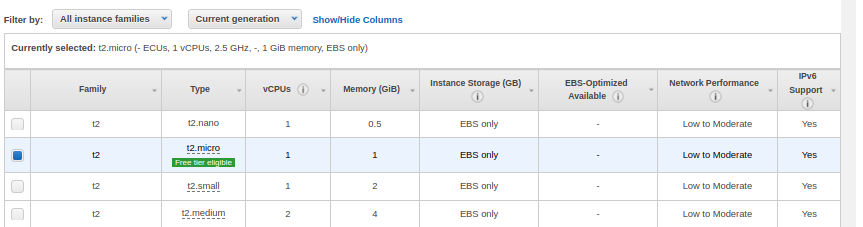 Filter by: All instance families Current generation Show/Hide Columns
Currently selected: t2.micro (- ECUs, 1 vCPUs, 2.5 GHz, -, 1 GiB memory, EBS only)
Family Type vCPUs Memory (GiB) Instance Storage (GB) EBS-Optimized Available Network Performance IPv6 Support
t2 t2.nano 1 0.5 EBS only - Low to Moderate Yes
t2 t2.micro 1 1 EBS only - Low to Moderate Yes
Free tier eligible
t2 t2.small 1 2 EBS only - Low to Moderate Yes
t2 t2.medium 2 4 EBS only - Low to Moderate Yes